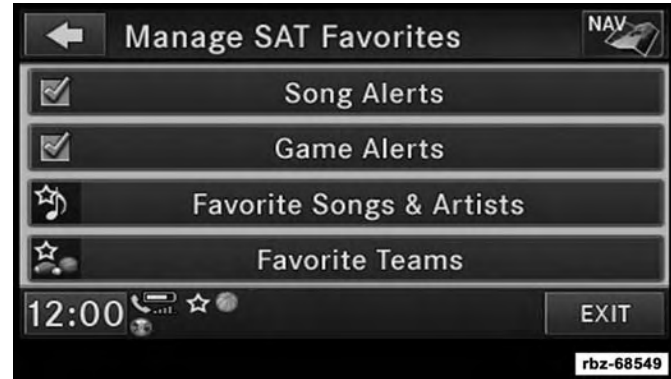 Manage SAT Favorites
NAV
Song Alerts
Game Alerts
Favorite Songs & Artists
Favorite Teams
12:00
EXIT
rbz-68549